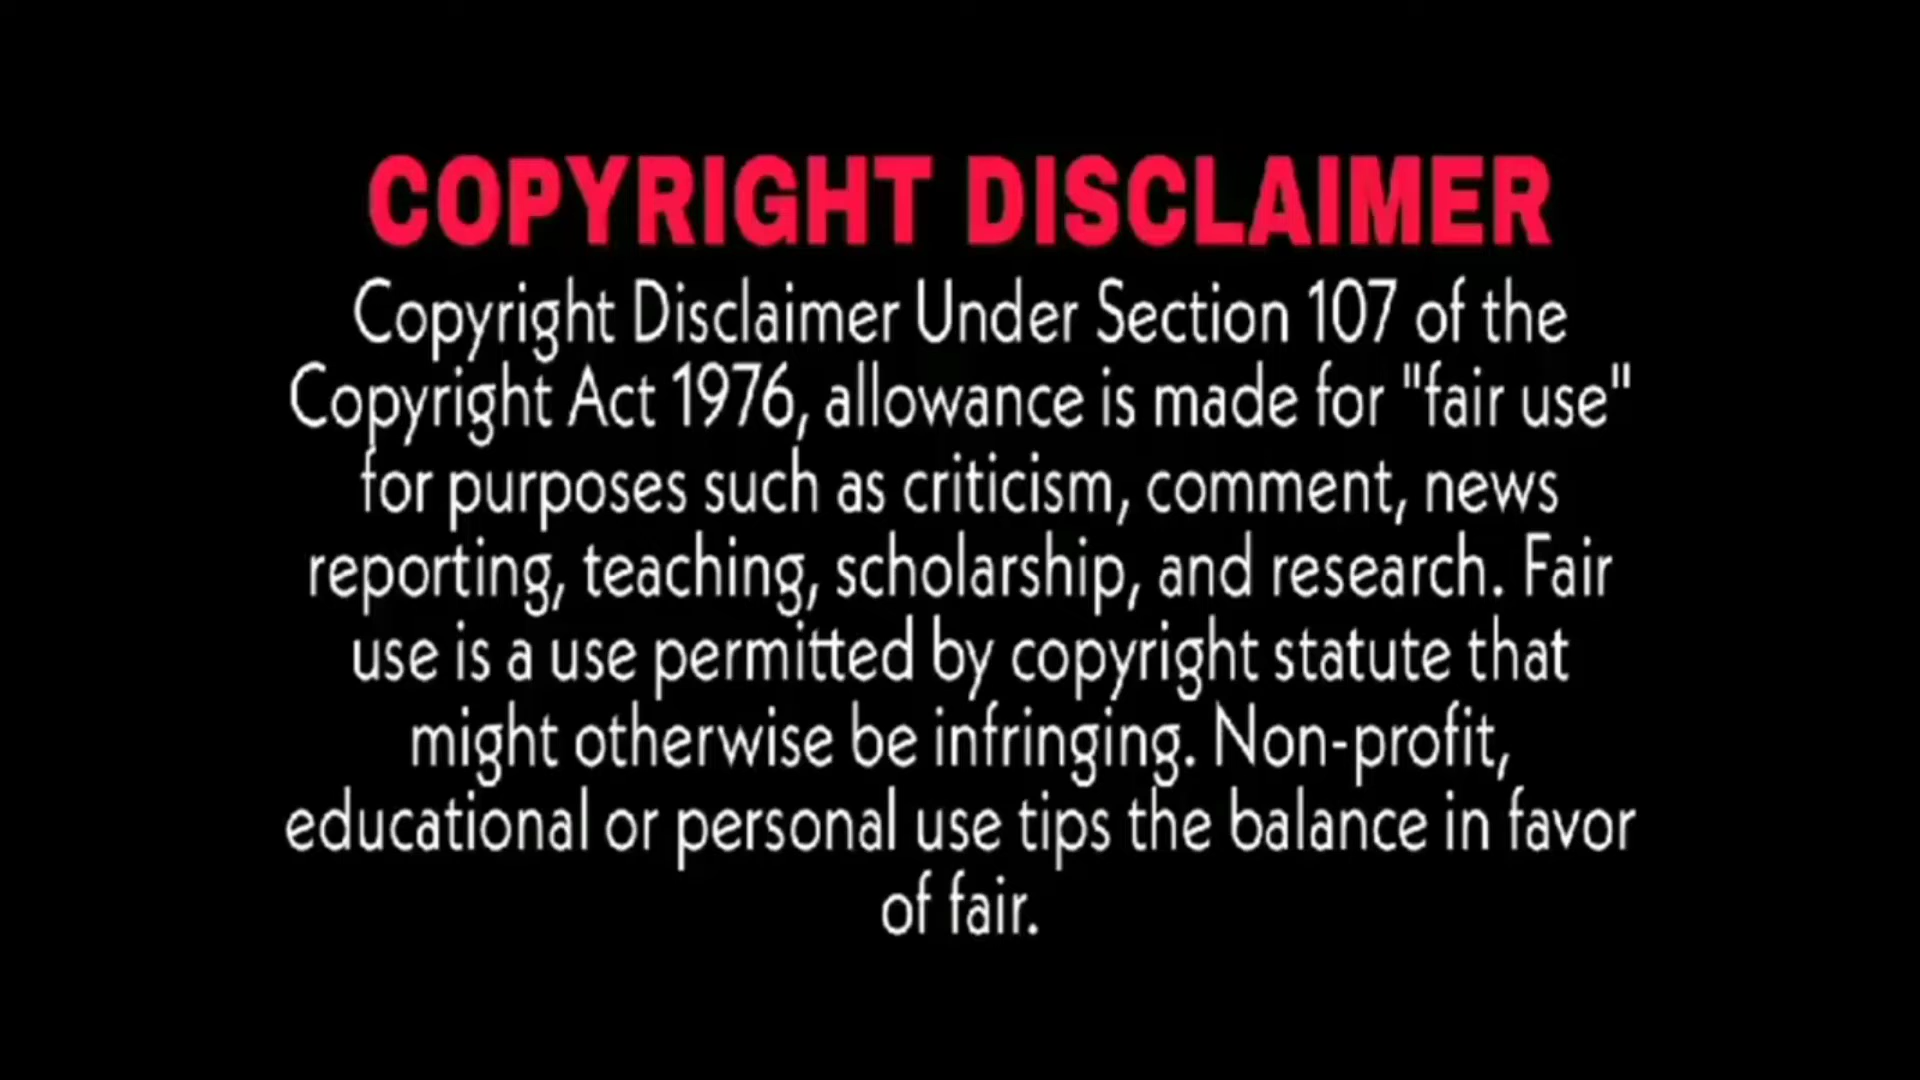 COPYRIGHT DISCLAIMER
Copyright Disclaimer Under Section 107 of the
Copyright Act 1976, allowance is made for "fair use"
for purposes such as criticism, comment, news
reporting, teaching, scholarship, and research. Fair
use is a use permitted by copyright statute that
might otherwise be infringing. Non-profit,
educational or personal use tips the balance in favor
of fair.